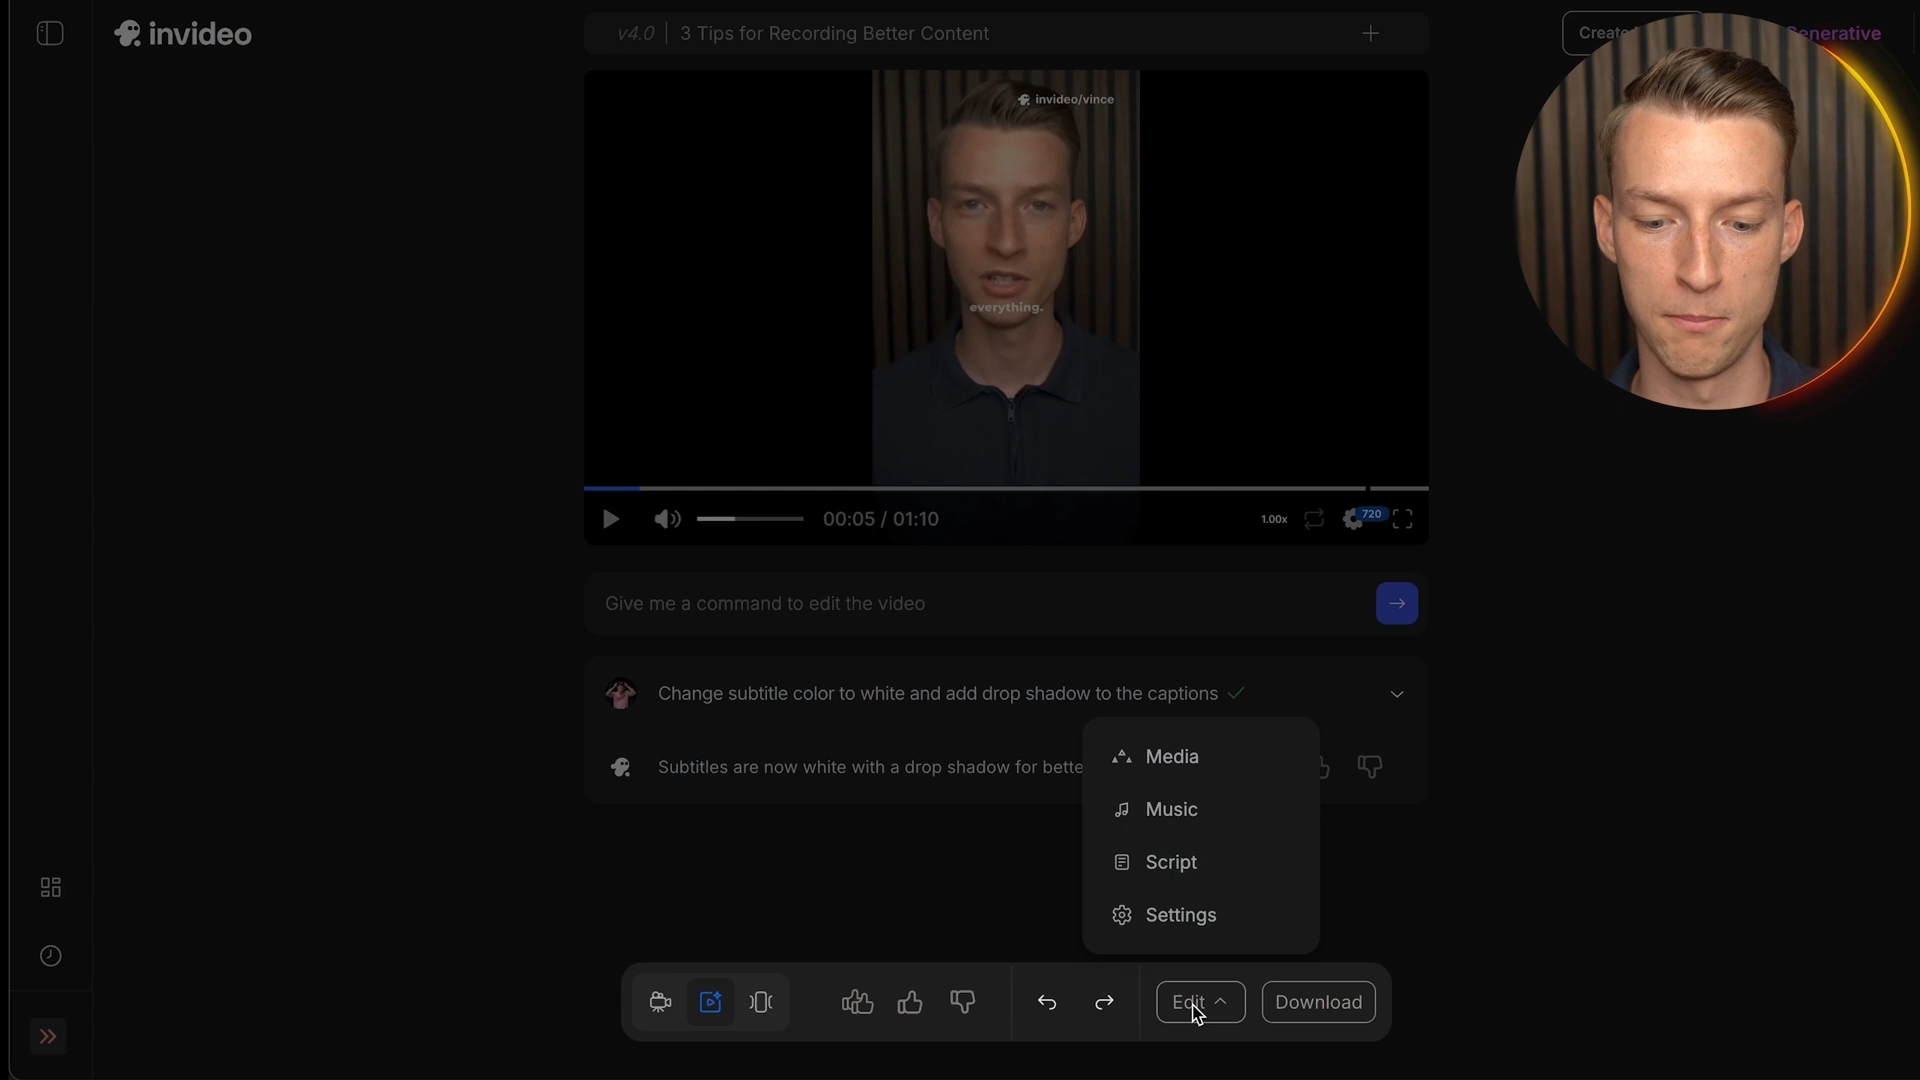 invideo
v4.0 | 3 Tips for Recording Better Content
Create
Generative
invideo/vince
everything.
00:05 / 01:10
1.00x
720
Give me a command to edit the video
Change subtitle color to white and add drop shadow to the captions
Subtitles are now white with a drop shadow for bette
Media
Music
Script
Settings
Edit
Download